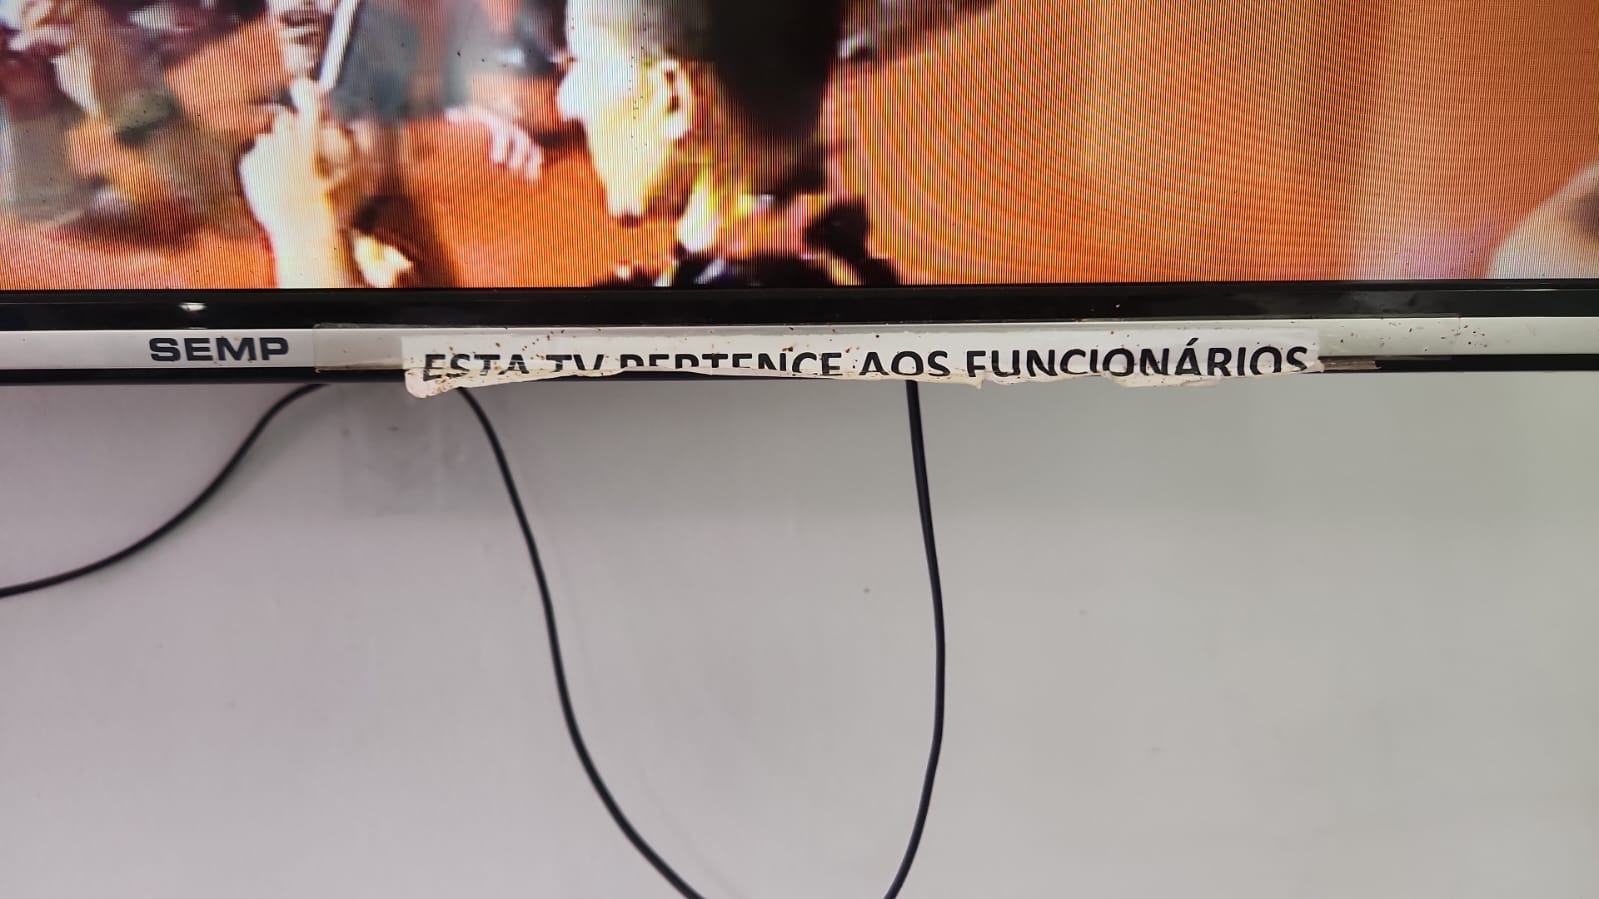 SEMP
ESTA TV PERTENCE AOS FUNCIONÁRIOS